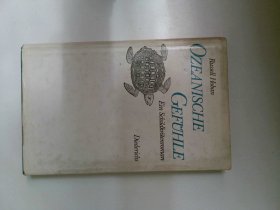 Russell Hoban
OZEANISCHE
GEFÜHLE
Ein Schildkrötenroman
Diederichs